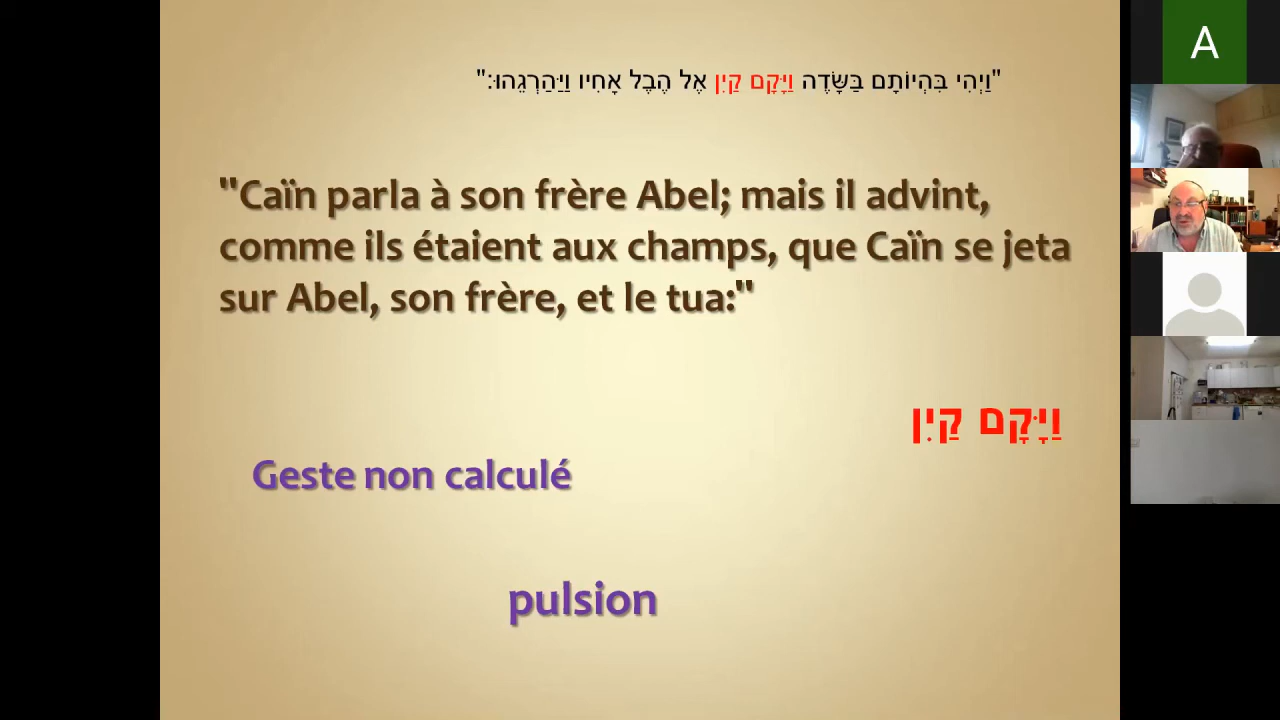 "וַיְהִי בִּהְיוֹתָם בַּשָּׂדֶה וַיָּקָם קַיִן אֶל הֶבֶל אָחִיו וַיַּהַרְגֵהוּ:"
"Caïn parla à son frère Abel; mais il advint,
comme ils étaient aux champs, que Caïn se jeta
sur Abel, son frère, et le tua:"
וַיָּקָם קַיִן
Geste non calculé
pulsion
A